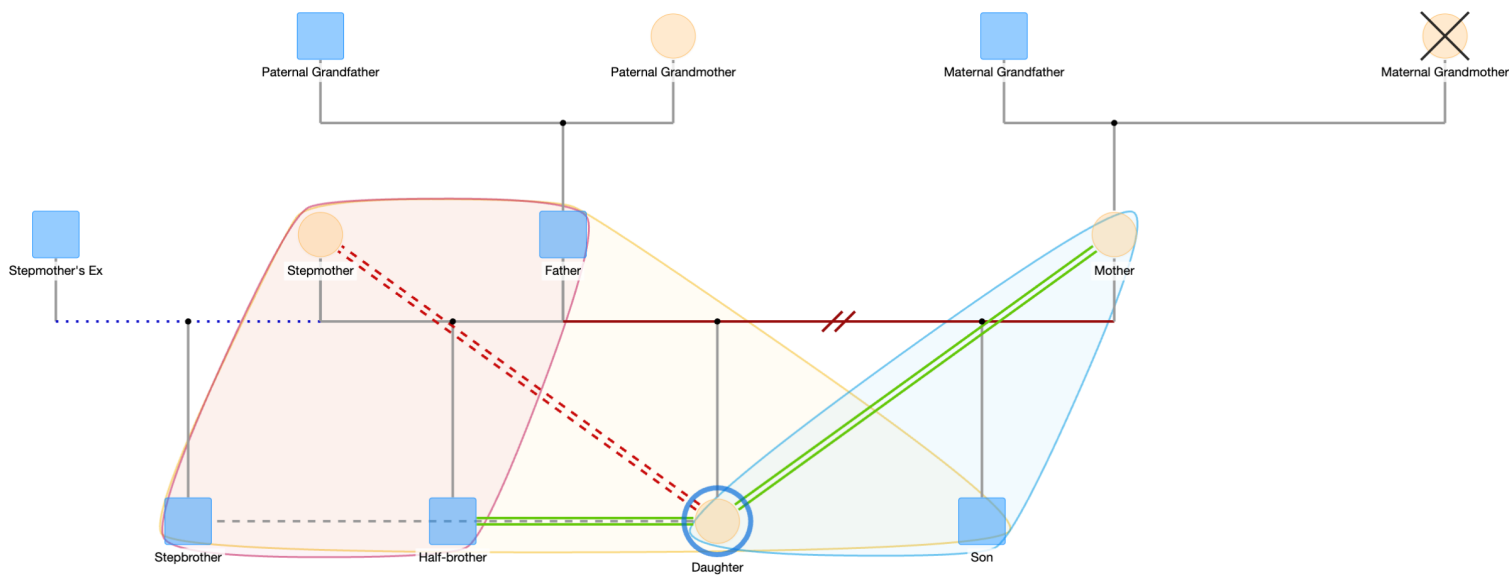 Paternal Grandfather
Paternal Grandmother
Maternal Grandfather
Maternal Grandmother
Stepmother's Ex
Stepmother
Father
Mother
Stepbrother
Half-brother
Daughter
Son